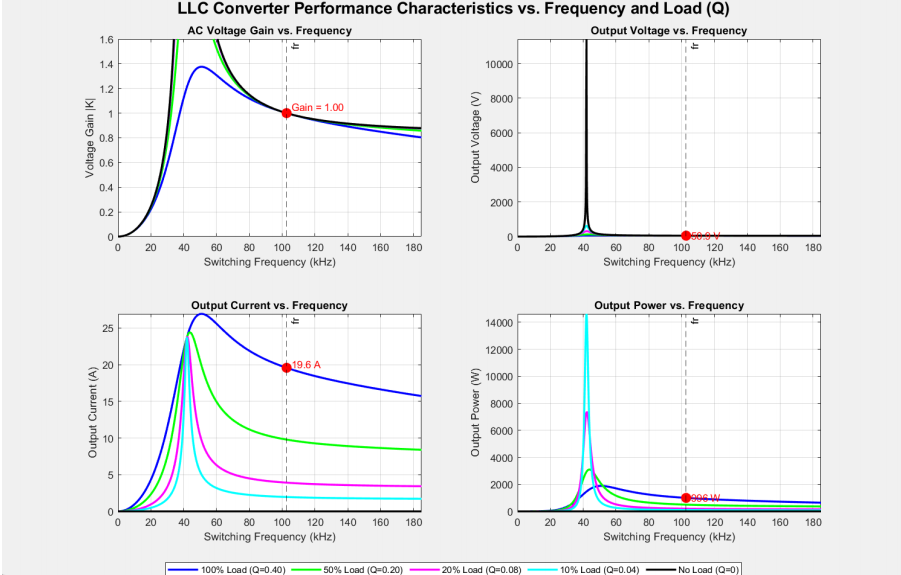 LLC Converter Performance Characteristics vs. Frequency and Load (Q)
AC Voltage Gain vs. Frequency
Voltage Gain |K|
1.6
1.4
1.2
1
0.8
0.6
0.4
0.2
0
fr
Gain = 1.00
0 20 40 60 80 100 120 140 160 180
Switching Frequency (kHz)
Output Voltage vs. Frequency
Output Voltage (V)
10000
8000
6000
4000
2000
0
fr
50.9 V
0 20 40 60 80 100 120 140 160 180
Switching Frequency (kHz)
Output Current vs. Frequency
Output Current (A)
25
20
15
10
5
0
fr
19.6 A
0 20 40 60 80 100 120 140 160 180
Switching Frequency (kHz)
Output Power vs. Frequency
Output Power (W)
14000
12000
10000
8000
6000
4000
2000
0
fr
996 W
0 20 40 60 80 100 120 140 160 180
Switching Frequency (kHz)
100% Load (Q=0.40) 50% Load (Q=0.20) 20% Load (Q=0.08) 10% Load (Q=0.04) No Load (Q=0)